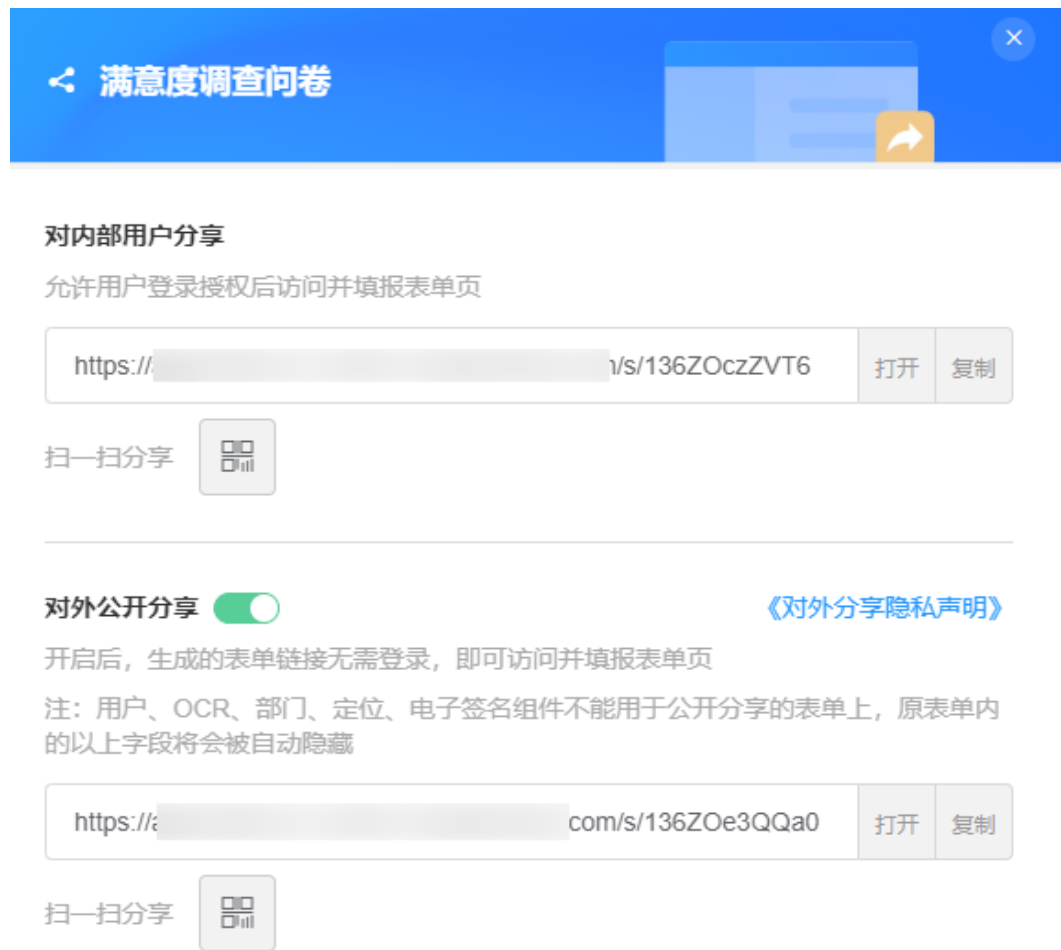 满意度调查问卷
对内部用户分享
允许用户登录授权后访问并填报表单页
https:// /s/136ZOczZVT6 打开 复制
扫一扫分享
对外公开分享 《对外分享隐私声明》
开启后，生成的表单链接无需登录，即可访问并填报表单页
注：用户、OCR、部门、定位、电子签名组件不能用于公开分享的表单上，原表单内
的以上字段将会被自动隐藏
https:// com/s/136ZOe3QQa0 打开 复制
扫一扫分享